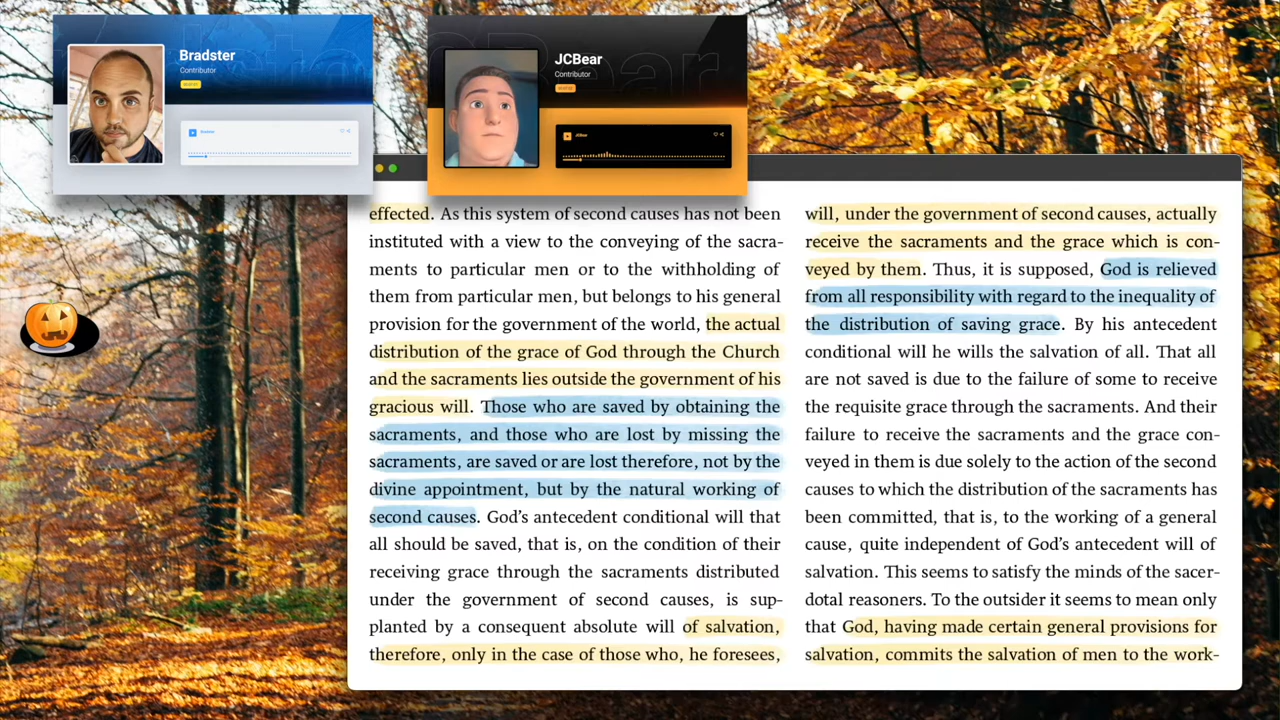 Bradster
Contributor
Bradster
JCBear
Contributor
JCBear
effected. As this system of second causes has not been
instituted with a view to the conveying of the sacra-
ments to particular men or to the withholding of
them from particular men, but belongs to his general
provision for the government of the world, the actual
distribution of the grace of God through the Church
and the sacraments lies outside the government of his
gracious will. Those who are saved by obtaining the
sacraments, and those who are lost by missing the
sacraments, are saved or are lost therefore, not by the
divine appointment, but by the natural working of
second causes. God’s antecedent conditional will that
all should be saved, that is, on the condition of their
receiving grace through the sacraments distributed
under the government of second causes, is sup-
planted by a consequent absolute will of salvation,
therefore, only in the case of those who, he foresees,
will, under the government of second causes, actually
receive the sacraments and the grace which is con-
veyed by them. Thus, it is supposed, God is relieved
from all responsibility with regard to the inequality of
the distribution of saving grace. By his antecedent
conditional will he wills the salvation of all. That all
are not saved is due to the failure of some to receive
the requisite grace through the sacraments. And their
failure to receive the sacraments and the grace con-
veyed in them is due solely to the action of the second
causes to which the distribution of the sacraments has
been committed, that is, to the working of a general
cause, quite independent of God’s antecedent will of
salvation. This seems to satisfy the minds of the sacer-
dotal reasoners. To the outsider it seems to mean only
that God, having made certain general provisions for
salvation, commits the salvation of men to the work-